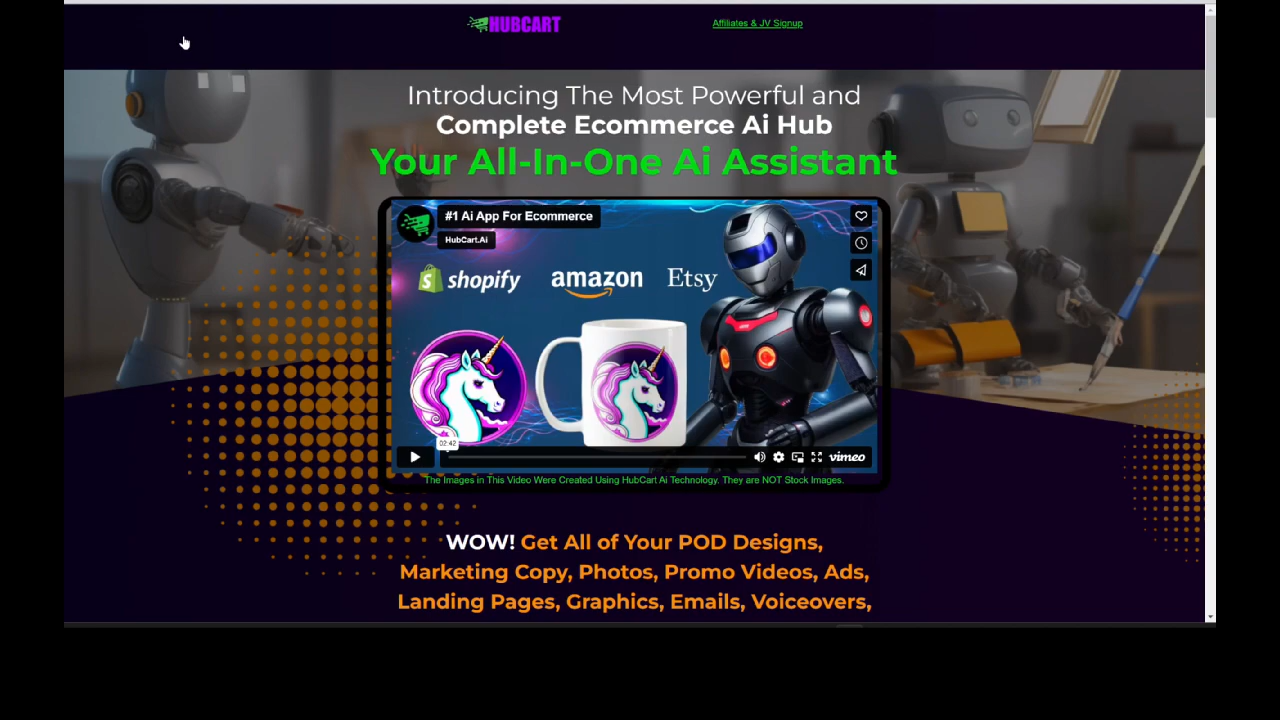 HUBCART
Affiliates & JV Signup
Introducing The Most Powerful and
Complete Ecommerce Ai Hub
Your All-In-One Ai Assistant
#1 Ai App For Ecommerce
HubCart.Ai
shopify
amazon
Etsy
02:42
vimeo
The Images in This Video Were Created Using HubCart Ai Technology. They are NOT Stock Images.
WOW! Get All of Your POD Designs,
Marketing Copy, Photos, Promo Videos, Ads,
Landing Pages, Graphics, Emails, Voiceovers,